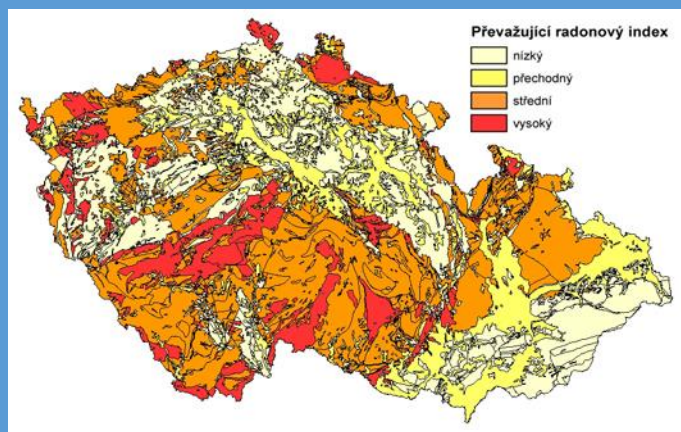 Převažující radonový index
nízký
přechodný
střední
vysoký